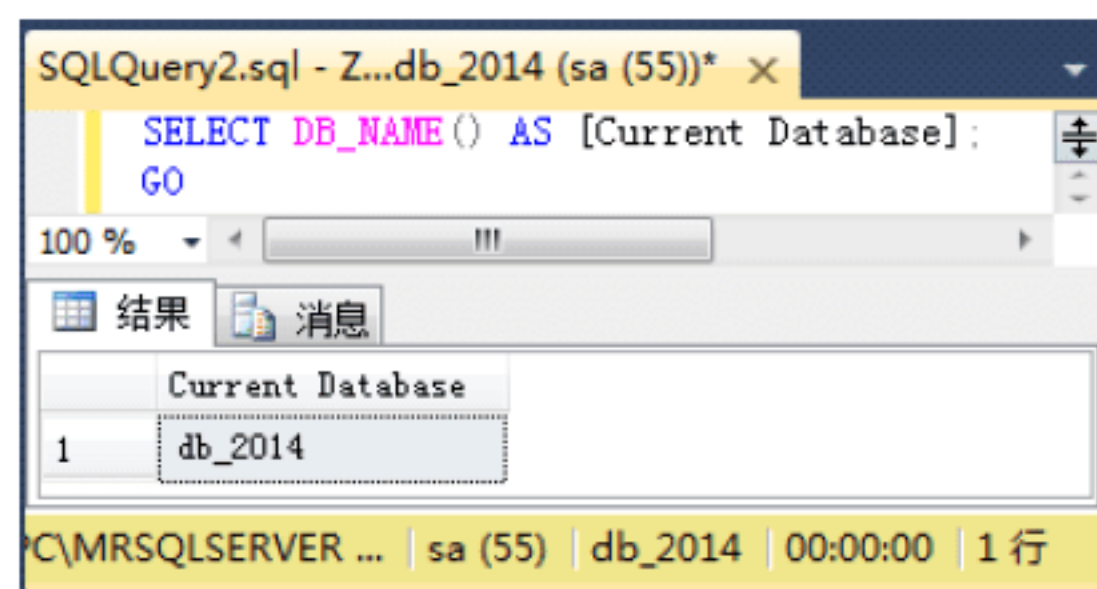 SQLQuery2.sql - Z...db_2014 (sa (55))*
SELECT DB_NAME() AS [Current Database];
GO
100 %
结果 消息
Current Database
1 db_2014
PC\MRSQLSERVER ... sa (55) db_2014 00:00:00 1 行